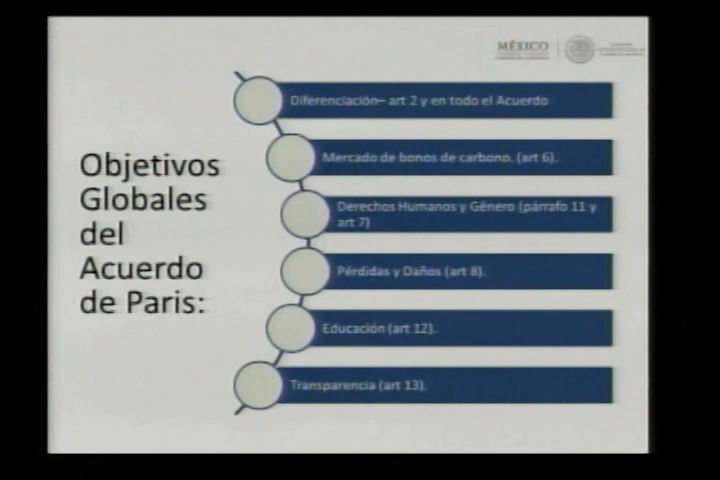 MÉXICO
Objetivos
Globales
del
Acuerdo
de Paris:
Diferenciación– art 2 y en todo el Acuerdo
Mercado de bonos de carbono. (art 6).
Derechos Humanos y Género (párrafo 11 y
art 7)
Pérdidas y Daños (art 8).
Educación (art 12).
Transparencia (art 13).